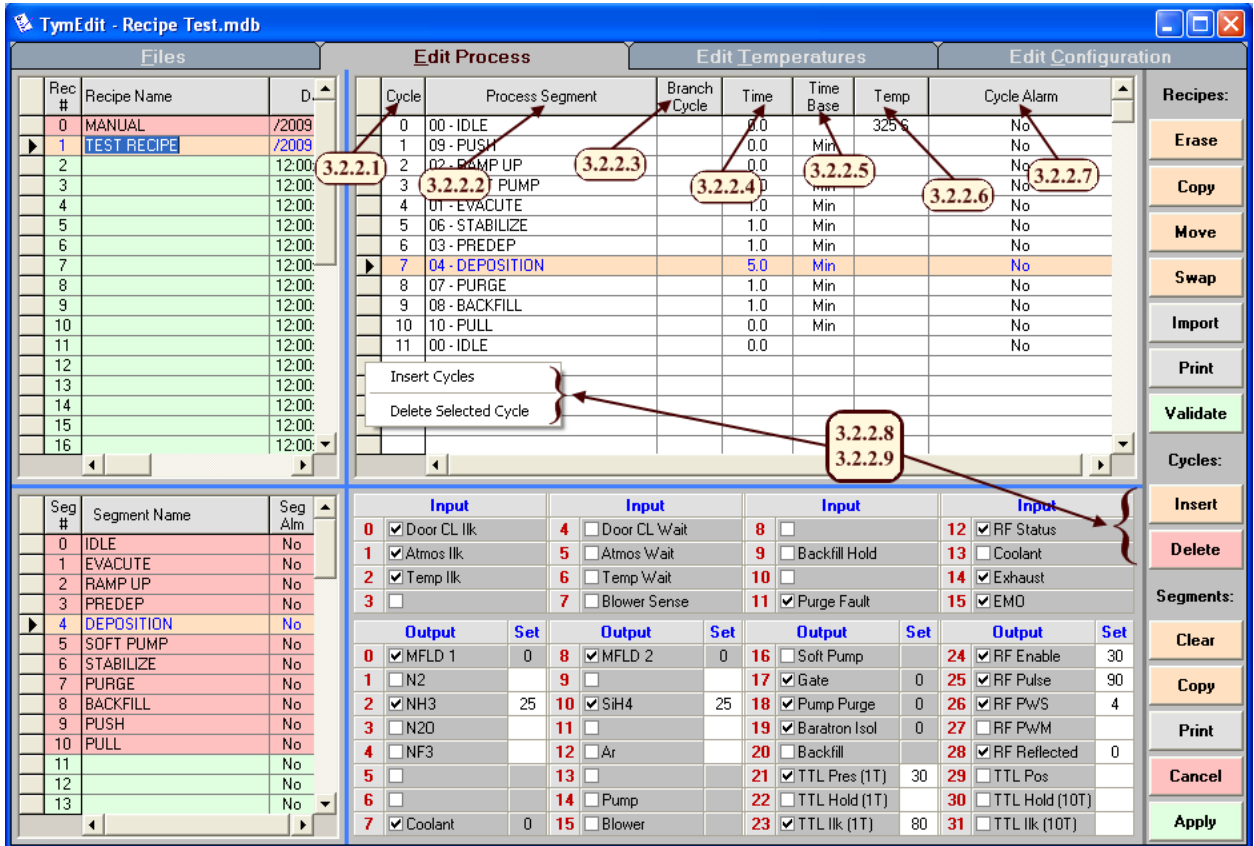 TymEdit - Recipe Test.mdb
Files Edit Process Edit Temperatures Edit Configuration
Rec # Recipe Name D.
0 MANUAL /2009
1 TEST RECIPE /2009
2 12:00:
3 12:00:
4 12:00:
5 12:00:
6 12:00:
7 12:00:
8 12:00:
9 12:00:
10 12:00:
11 12:00:
12 12:00:
13 12:00:
14 12:00:
15 12:00:
16 12:00:
Cycle Process Segment Branch Cycle Time Time Base Temp Cycle Alarm
0 00 - IDLE 0.0 325 No
1 09 - PUSH 0.0 Min No
2 02 - RAMP UP 0.0 No
3 PUMP No
4 01 - EVACUTE 1.0 Min No
5 06 - STABILIZE 1.0 Min No
6 03 - PREDEP 1.0 Min No
7 04 - DEPOSITION 5.0 Min No
8 07 - PURGE 1.0 Min No
9 08 - BACKFILL 1.0 Min No
10 10 - PULL 0.0 Min No
11 00 - IDLE 0.0 No
3.2.2.1
3.2.2.2
3.2.2.3
3.2.2.4
3.2.2.5
3.2.2.6
3.2.2.7
Insert Cycles
Delete Selected Cycle
3.2.2.8
3.2.2.9
Recipes:
Erase
Copy
Move
Swap
Import
Print
Validate
Cycles:
Insert
Delete
Segments:
Clear
Copy
Print
Cancel
Apply
Seg # Segment Name Seg Alm
0 IDLE No
1 EVACUTE No
2 RAMP UP No
3 PREDEP No
4 DEPOSITION No
5 SOFT PUMP No
6 STABILIZE No
7 PURGE No
8 BACKFILL No
9 PUSH No
10 PULL No
11 No
12 No
13 No
Input Input Input Input
0 Door CL Ilk 4 Door CL Wait 8 12 RF Status
1 Atmos Ilk 5 Atmos Wait 9 Backfill Hold 13 Coolant
2 Temp Ilk 6 Temp Wait 10 14 Exhaust
3 7 Blower Sense 11 Purge Fault 15 EMO
Output Set Output Set Output Set Output Set
0 MFLD 1 0 8 MFLD 2 0 16 Soft Pump 24 RF Enable 30
1 N2 9 17 Gate 0 25 RF Pulse 90
2 NH3 25 10 SiH4 25 18 Pump Purge 0 26 RF PWS 4
3 N2O 11 19 Baratron Isol 0 27 RF PWM
4 NF3 12 Ar 20 Backfill 28 RF Reflected 0
5 13 21 TTL Pres (1T) 30 29 TTL Pos
6 14 Pump 22 TTL Hold (1T) 30 TTL Hold (10T)
7 Coolant 0 15 Blower 23 TTL Ilk (1T) 80 31 TTL Ilk (10T)